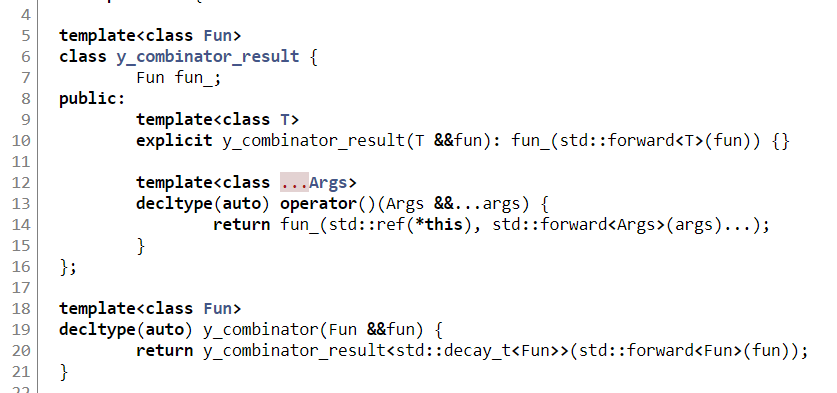 4
5 template<class Fun>
6 class y_combinator_result {
7 Fun fun_;
8 public:
9 template<class T>
10 explicit y_combinator_result(T &&fun): fun_(std::forward<T>(fun)) {}
11
12 template<class ...Args>
13 decltype(auto) operator()(Args &&...args) {
14 return fun_(std::ref(*this), std::forward<Args>(args)...);
15 }
16 };
17
18 template<class Fun>
19 decltype(auto) y_combinator(Fun &&fun) {
20 return y_combinator_result<std::decay_t<Fun>>(std::forward<Fun>(fun));
21 }